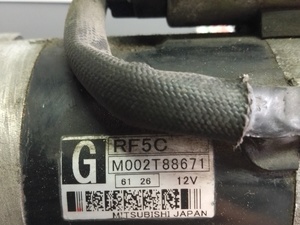 G
RF5C
M002T88671
61 26 12V
MITSUBISHI JAPAN